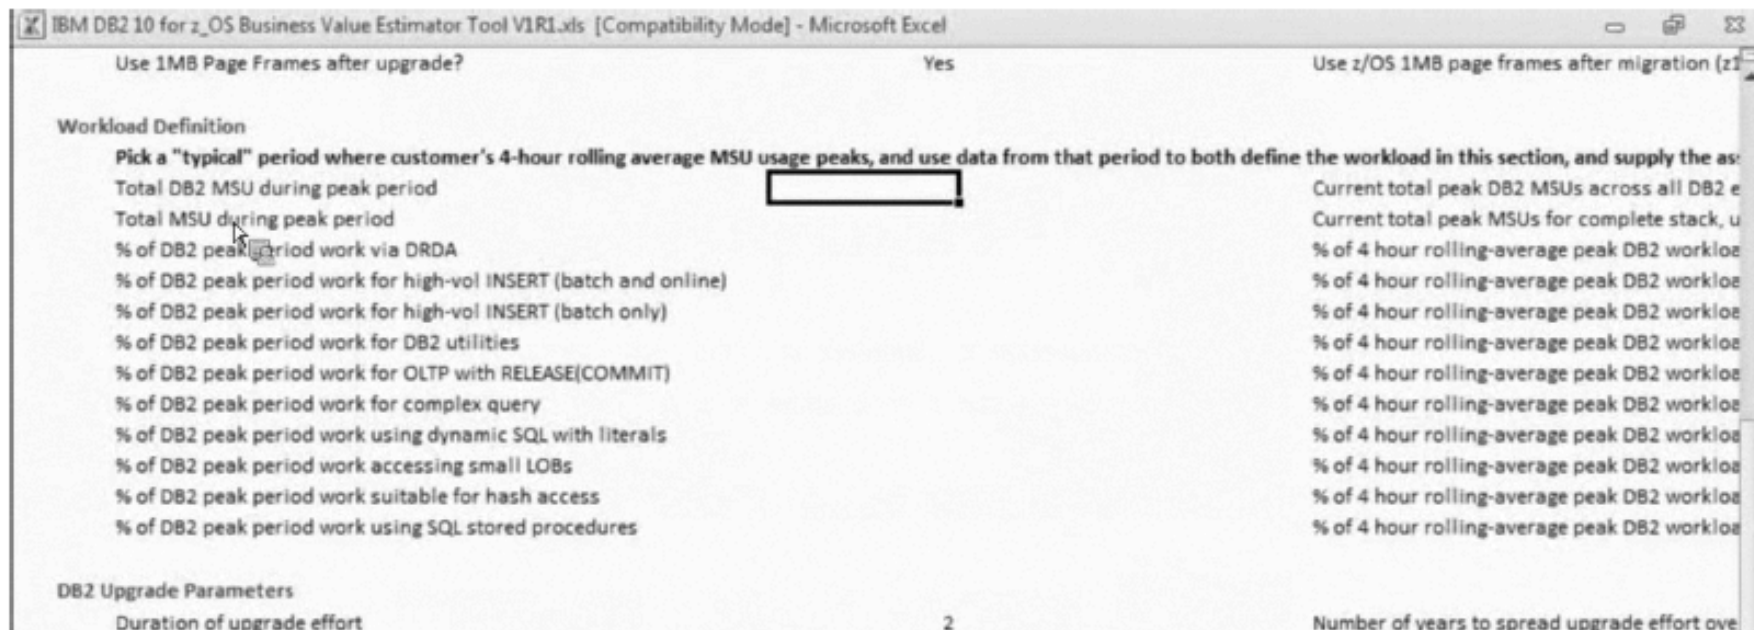 IBM DB2 10 for z_OS Business Value Estimator Tool V1R1.xls [Compatibility Mode] - Microsoft Excel
Use 1MB Page Frames after upgrade? Yes Use z/OS 1MB page frames after migration (z1
Workload Definition
Pick a "typical" period where customer's 4-hour rolling average MSU usage peaks, and use data from that period to both define the workload in this section, and supply the as
Total DB2 MSU during peak period Current total peak DB2 MSUs across all DB2 e
Total MSU during peak period Current total peak MSUs for complete stack, u
% of DB2 peak period work via DRDA % of 4 hour rolling-average peak DB2 workloa
% of DB2 peak period work for high-vol INSERT (batch and online) % of 4 hour rolling-average peak DB2 workloa
% of DB2 peak period work for high-vol INSERT (batch only) % of 4 hour rolling-average peak DB2 workloa
% of DB2 peak period work for DB2 utilities % of 4 hour rolling-average peak DB2 workloa
% of DB2 peak period work for OLTP with RELEASE(COMMIT) % of 4 hour rolling-average peak DB2 workloa
% of DB2 peak period work for complex query % of 4 hour rolling-average peak DB2 workloa
% of DB2 peak period work using dynamic SQL with literals % of 4 hour rolling-average peak DB2 workloa
% of DB2 peak period work accessing small LOBs % of 4 hour rolling-average peak DB2 workloa
% of DB2 peak period work suitable for hash access % of 4 hour rolling-average peak DB2 workloa
% of DB2 peak period work using SQL stored procedures % of 4 hour rolling-average peak DB2 workloa
DB2 Upgrade Parameters
Duration of upgrade effort 2 Number of years to spread upgrade effort ove